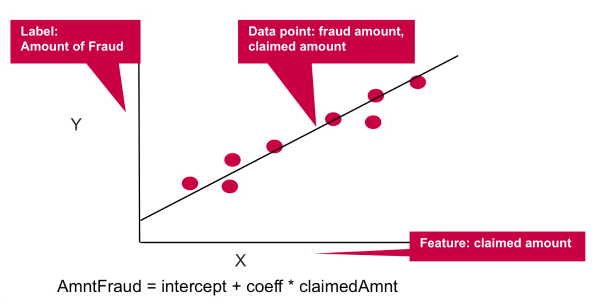 Label:
Amount of Fraud
Data point: fraud amount,
claimed amount
Y
Feature: claimed amount
X
AmntFraud = intercept + coeff * claimedAmnt